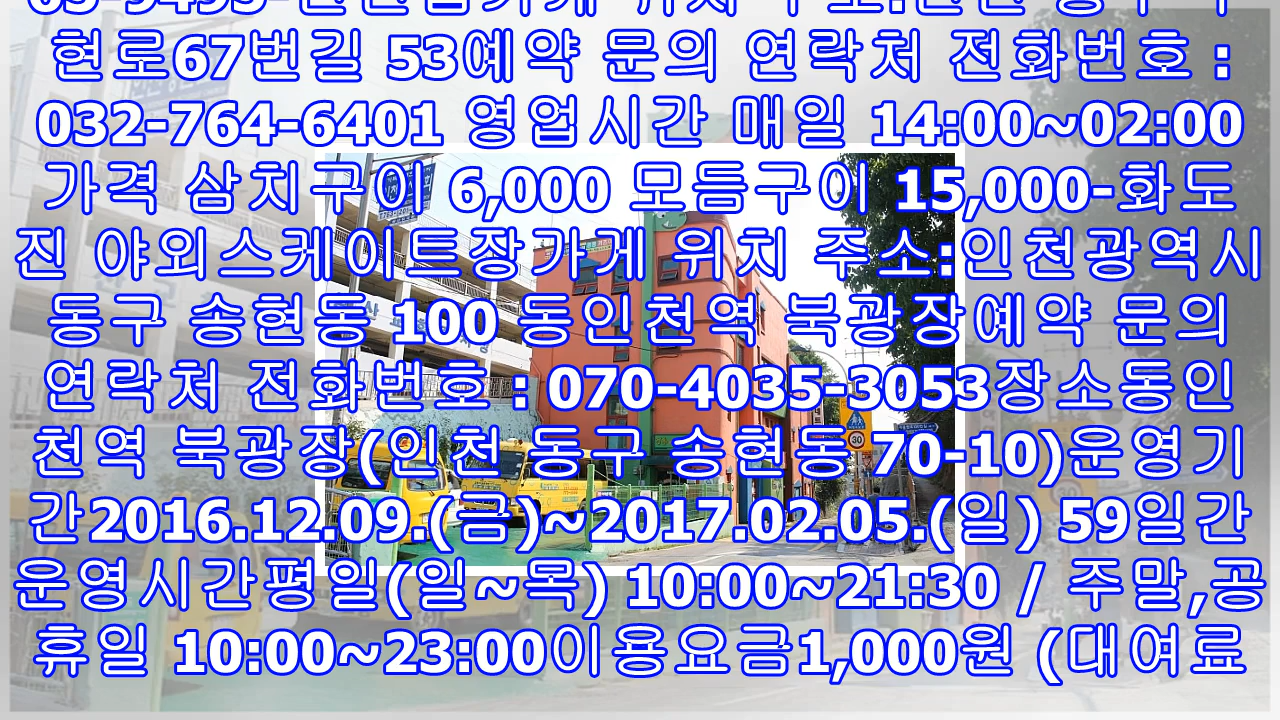 현로67번길 53예약 문의 연락처 전화번호 :
032-764-6401 영업시간 매일 14:00~02:00
가격 삼치구이 6,000 모듬구이 15,000-화도
진 야외스케이트장가게 위치 주소:인천광역시
동구 송현동 100 동인천역 북광장예약 문의
연락처 전화번호 : 070-4035-3053장소동인
천역 북광장(인천 동구 송현동 70-10)운영기
간2016.12.09.(금)~2017.02.05.(일) 59일간
운영시간평일(일~목) 10:00~21:30 / 주말,공
휴일 10:00~23:00이용요금1,000원 (대여료
30